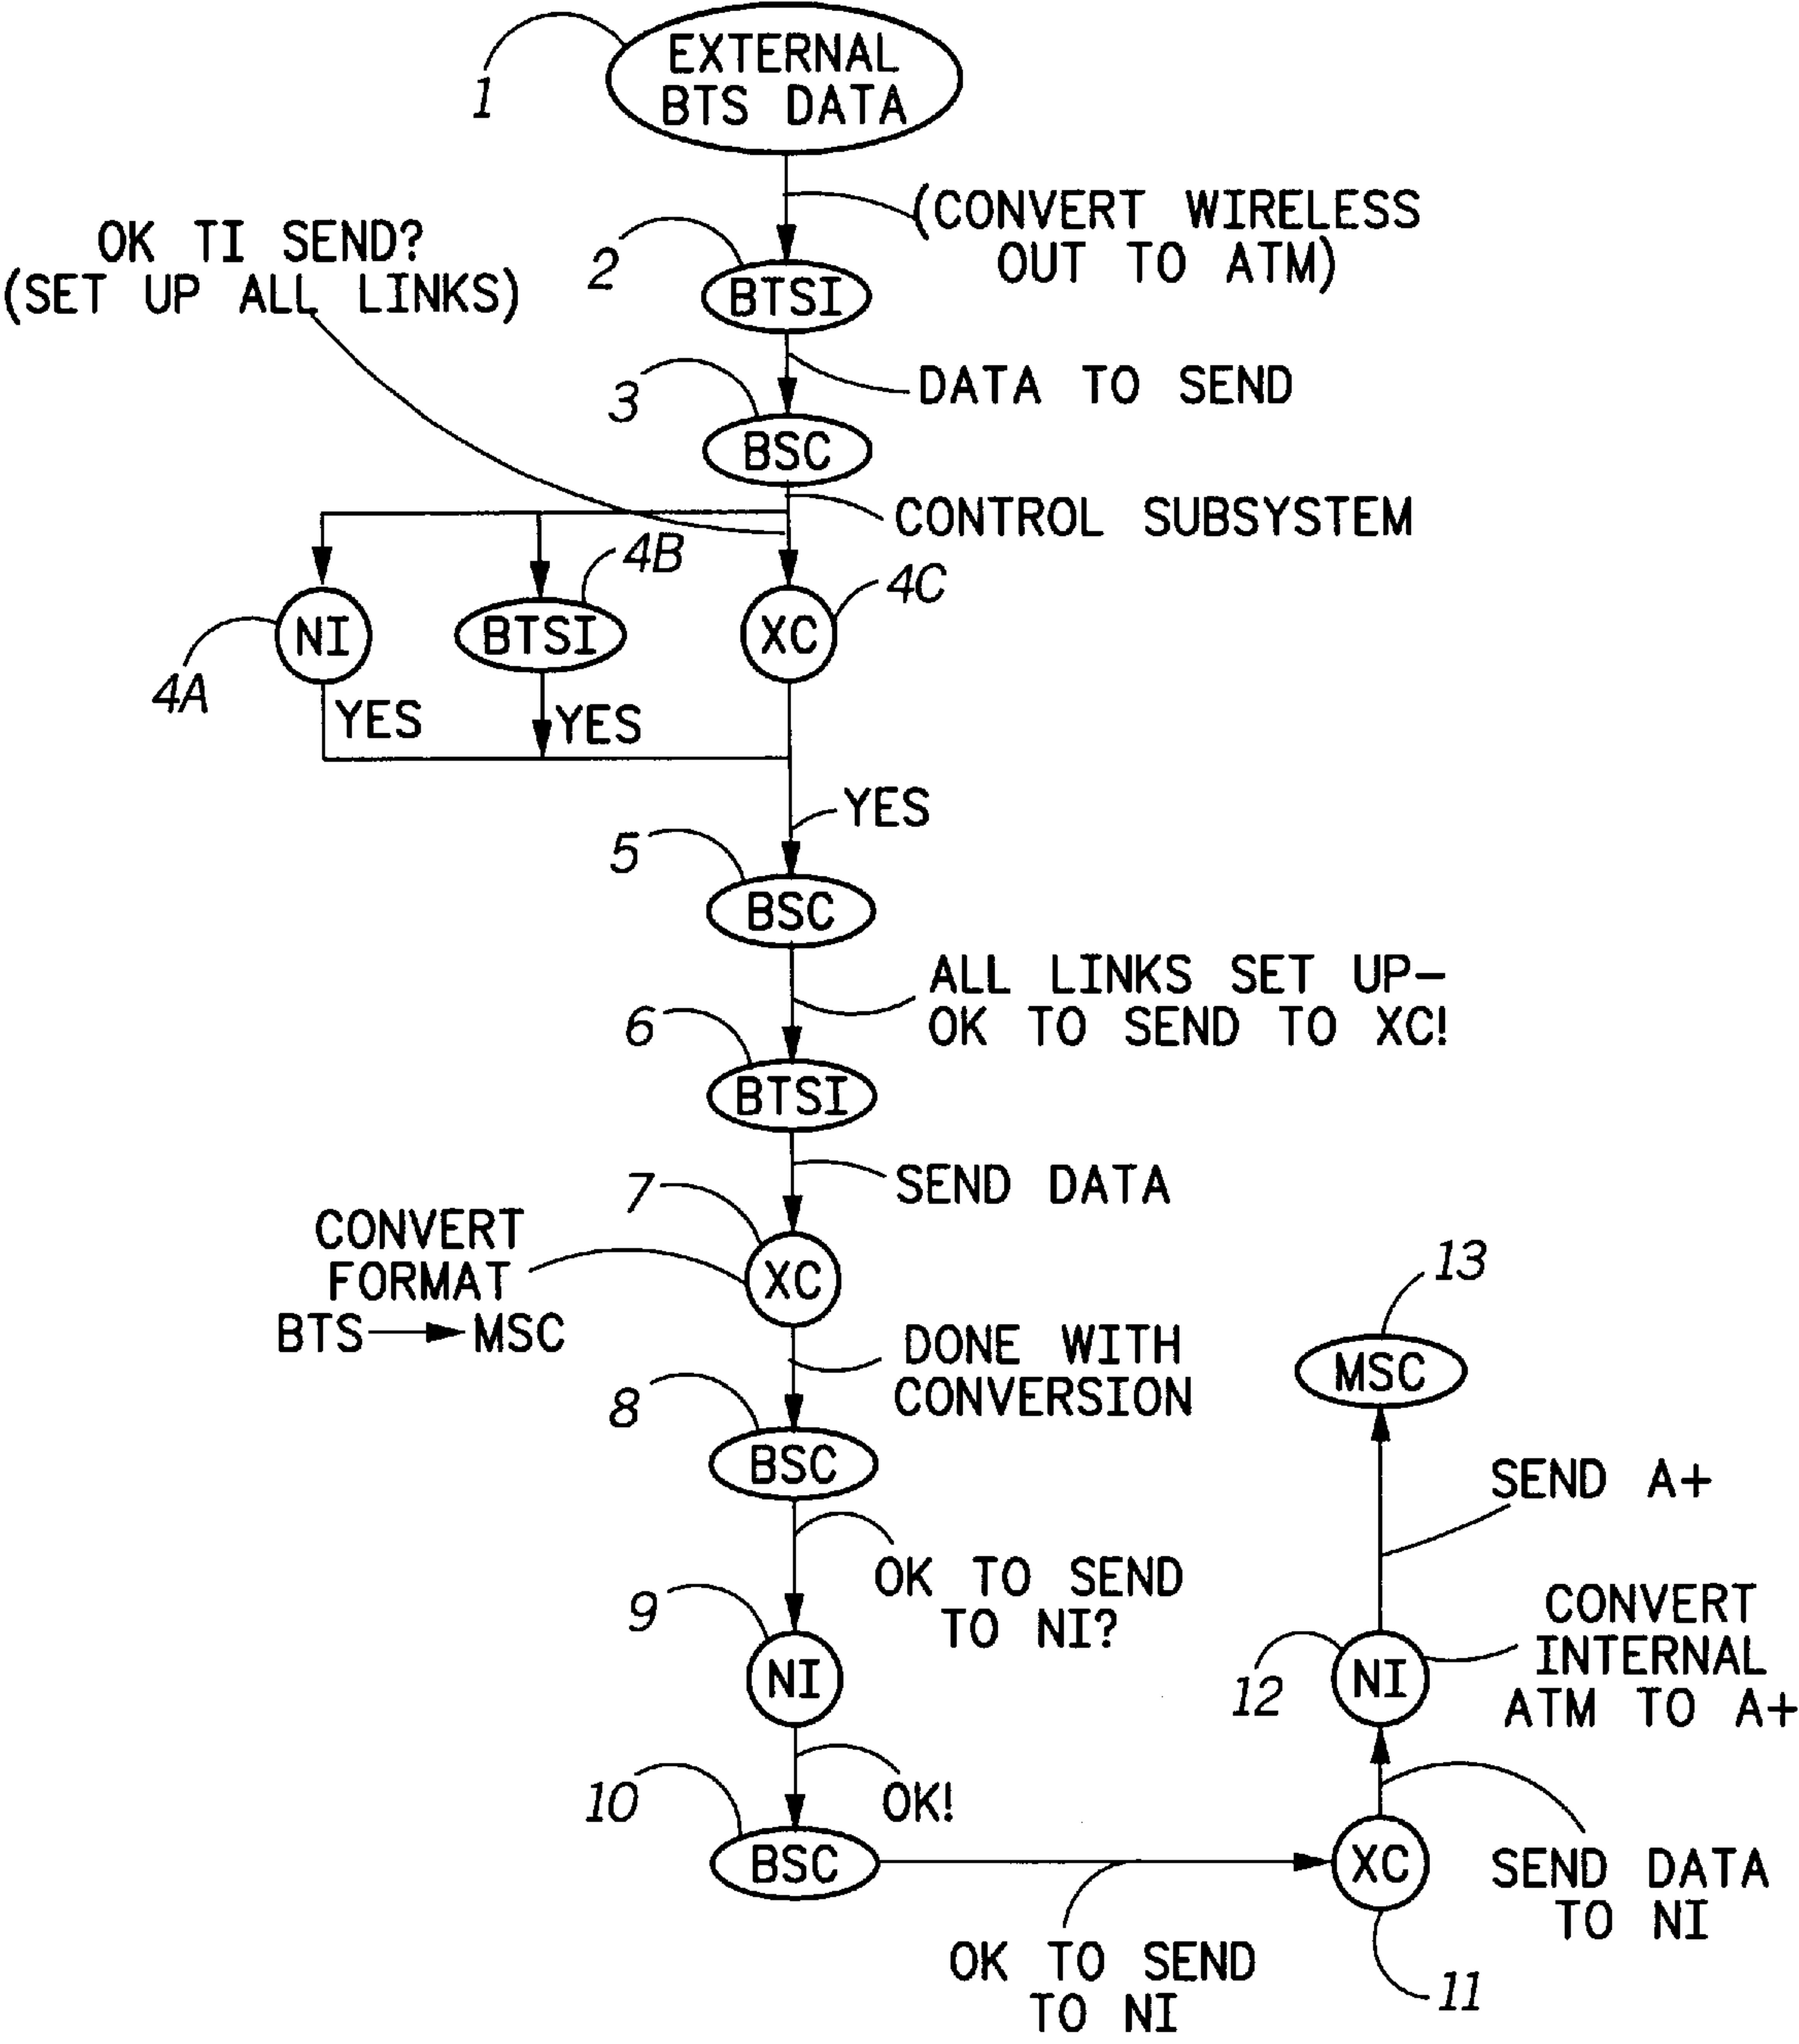 1
EXTERNAL
BTS DATA
(CONVERT WIRELESS
OUT TO ATM)
OK TI SEND?
(SET UP ALL LINKS)
2
BTSI
DATA TO SEND
3
BSC
CONTROL SUBSYSTEM
4A
NI
4B
BTSI
4C
XC
YES
YES
YES
5
BSC
ALL LINKS SET UP-
OK TO SEND TO XC!
6
BTSI
SEND DATA
7
XC
CONVERT
FORMAT
BTS → MSC
DONE WITH
CONVERSION
8
BSC
OK TO SEND
TO NI?
9
NI
OK!
10
BSC
OK TO SEND
TO NI
11
XC
SEND DATA
TO NI
12
NI
CONVERT
INTERNAL
ATM TO A+
SEND A+
13
MSC